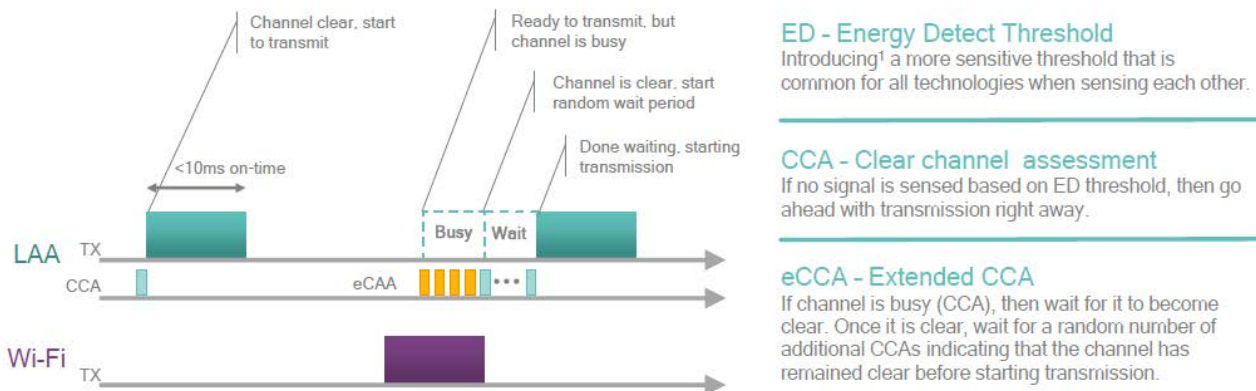 Channel clear, start
to transmit
Ready to transmit, but
channel is busy
Channel is clear, start
random wait period
Done waiting, starting
transmission
<10ms on-time
Busy
Wait
LAA
TX
CCA
eCAA
Wi-Fi
TX
ED - Energy Detect Threshold
Introducing¹ a more sensitive threshold that is
common for all technologies when sensing each other.
CCA - Clear channel assessment
If no signal is sensed based on ED threshold, then go
ahead with transmission right away.
eCCA - Extended CCA
If channel is busy (CCA), then wait for it to become
clear. Once it is clear, wait for a random number of
additional CCAs indicating that the channel has
remained clear before starting transmission.